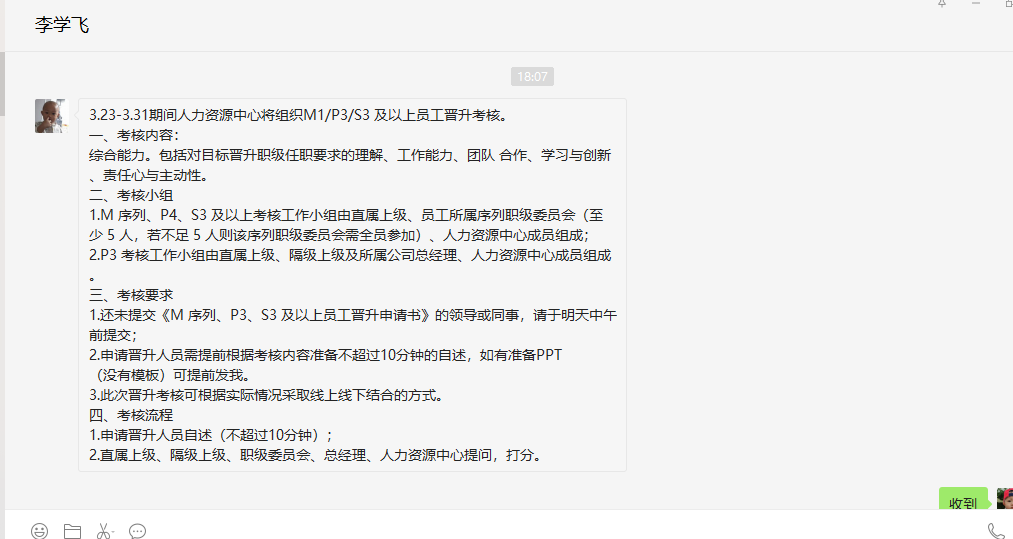 李学飞
18:07
3.23-3.31期间人力资源中心将组织M1/P3/S3 及以上员工晋升考核。
一、考核内容：
综合能力。包括对目标晋升职级任职要求的理解、工作能力、团队 合作、学习与创新
、责任心与主动性。
二、考核小组
1.M 序列、P4、S3 及以上考核工作小组由直属上级、员工所属序列职级委员会（至
少 5 人，若不足 5 人则该序列职级委员会需全员参加）、人力资源中心成员组成；
2.P3 考核工作小组由直属上级、隔级上级及所属公司总经理、人力资源中心成员组成
。
三、考核要求
1.还未提交《M 序列、P3、S3 及以上员工晋升申请书》的领导或同事，请于明天中午
前提交；
2.申请晋升人员需提前根据考核内容准备不超过10分钟的自述，如有准备PPT
（没有模板）可提前发我。
3.此次晋升考核可根据实际情况采取线上线下结合的方式。
四、考核流程
1.申请晋升人员自述（不超过10分钟）；
2.直属上级、隔级上级、职级委员会、总经理、人力资源中心提问，打分。
收到